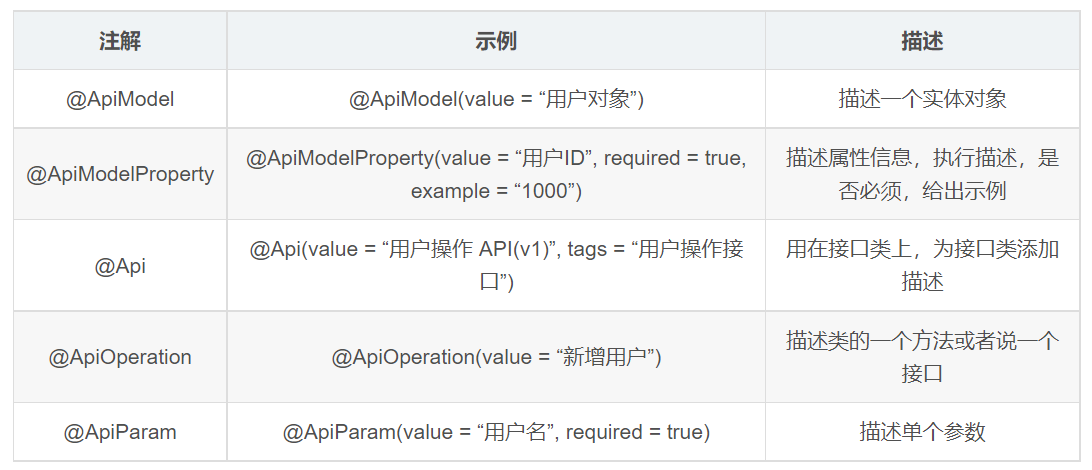 注解 示例 描述
@ApiModel @ApiModel(value = “用户对象”) 描述一个实体对象
@ApiModelProperty @ApiModelProperty(value = “用户ID”, required = true,
example = “1000”) 描述属性信息，执行描述，是
否必须，给出示例
@Api @Api(value = “用户操作 API(v1)”, tags = “用户操作接
口”) 用在接口类上，为接口类添加
描述
@ApiOperation @ApiOperation(value = “新增用户”) 描述类的一个方法或者说一个
接口
@ApiParam @ApiParam(value = “用户名”, required = true) 描述单个参数